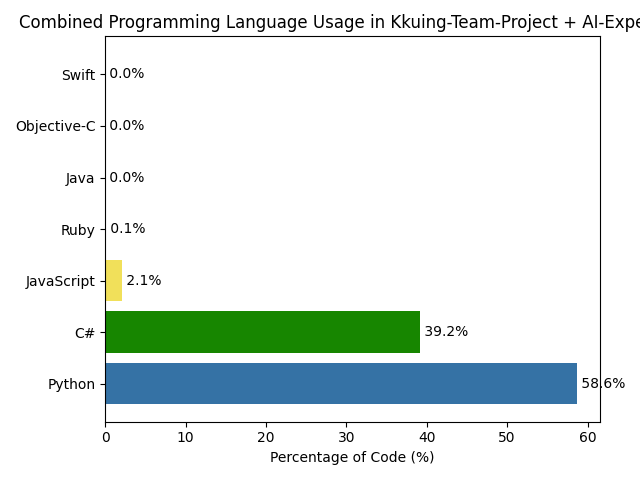 Combined Programming Language Usage in Kkuing-Team-Project + AI-Expe
Swift 0.0%
Objective-C 0.0%
Java 0.0%
Ruby 0.1%
JavaScript 2.1%
C# 39.2%
Python 58.6%
0 10 20 30 40 50 60
Percentage of Code (%)